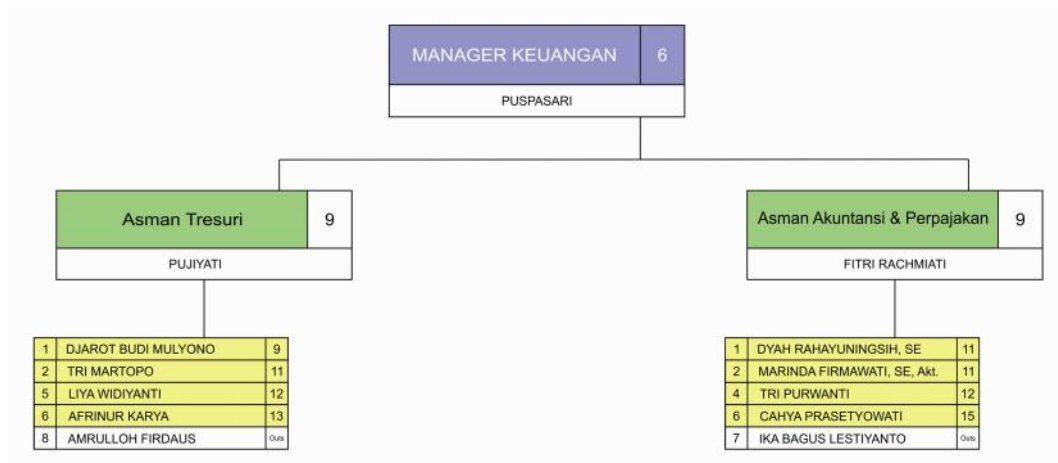 MANAGER KEUANGAN 6
PUSPASARI
Asman Tresuri 9
PUJIYATI
1 DJAROT BUDI MULYONO 9
2 TRI MARTOPO 11
5 LIYA WIDIYANTI 12
6 AFRINUR KARYA 13
8 AMRULLOH FIRDAUS Outs
Asman Akuntansi & Perpajakan 9
FITRI RACHMIATI
1 DYAH RAHAYUNINGSIH, SE 11
2 MARINDA FIRMAWATI, SE, Akt. 11
4 TRI PURWANTI 12
6 CAHYA PRASETYOWATI 15
7 IKA BAGUS LESTIYANTO Outs